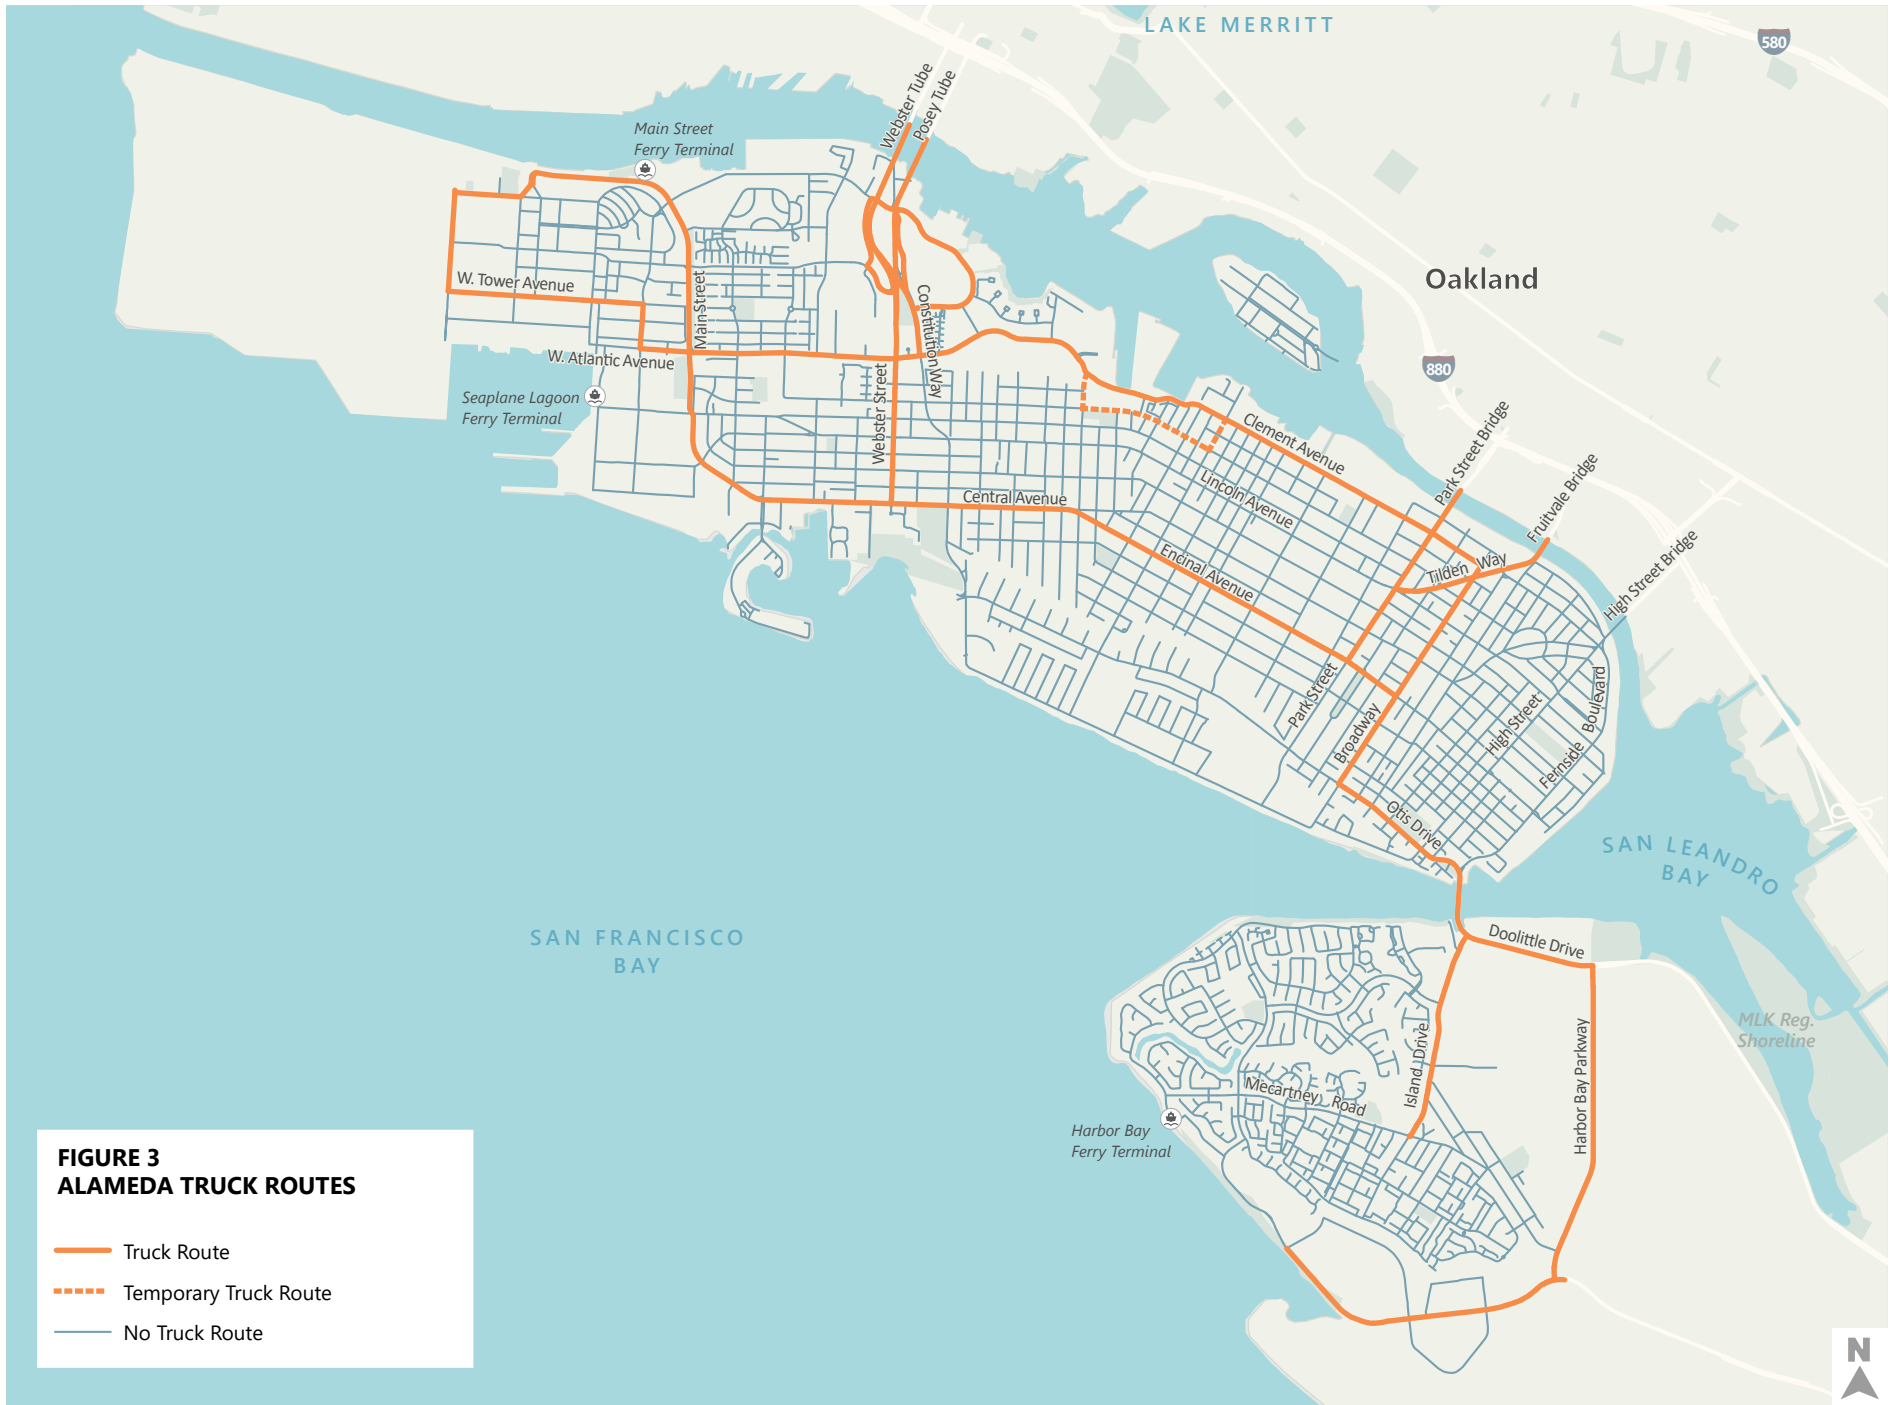 LAKE MERRITT
580
Webster Tube
Posey Tube
Main Street
Ferry Terminal
Oakland
W. Tower Avenue
Main Street
Constitution Way
W. Atlantic Avenue
880
Seaplane Lagoon
Ferry Terminal
Webster Street
Clement Avenue
Park Street Bridge
Fruitvale Bridge
Central Avenue
Lincoln Avenue
High Street Bridge
Encinal Avenue
Tilden Way
Park Street
Broadway
High Street
Fernside Boulevard
Otis Drive
SAN LEANDRO
BAY
SAN FRANCISCO
BAY
Doolittle Drive
MLK Reg.
Shoreline
Island Drive
Harbor Bay Parkway
Mecartney Road
Harbor Bay
Ferry Terminal
FIGURE 3
ALAMEDA TRUCK ROUTES
Truck Route
Temporary Truck Route
No Truck Route
N